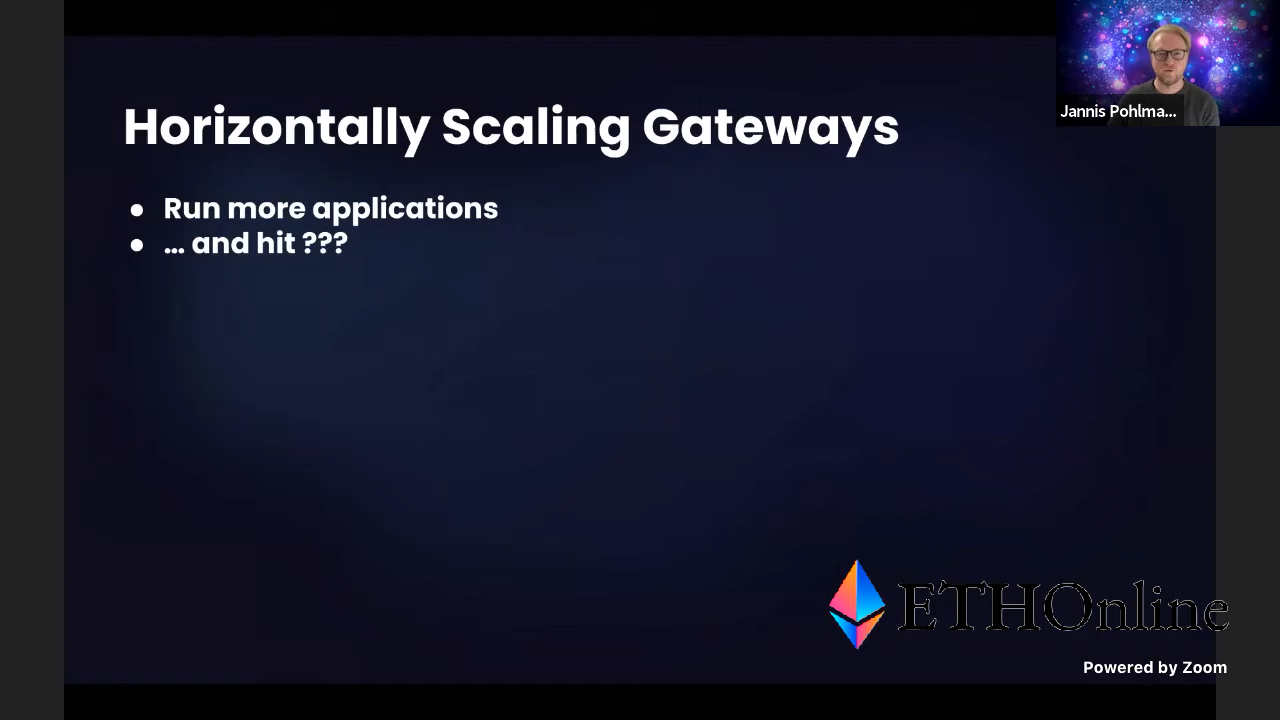 Horizontally Scaling Gateways
● Run more applications
● ... and hit ???
Jannis Pohlma...
ETHOnline
Powered by Zoom